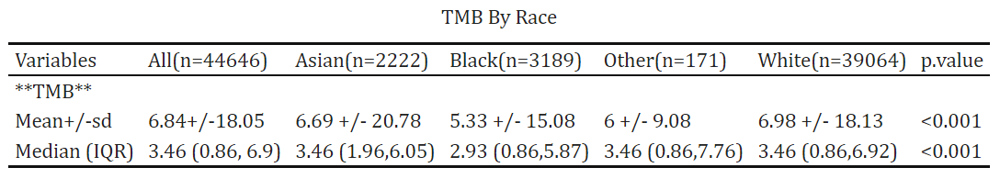 TMB By Race
Variables All(n=44646) Asian(n=2222) Black(n=3189) Other(n=171) White(n=39064) p.value
**TMB**
Mean+/-sd 6.84+/-18.05 6.69 +/- 20.78 5.33 +/- 15.08 6 +/- 9.08 6.98 +/- 18.13 <0.001
Median (IQR) 3.46 (0.86, 6.9) 3.46 (1.96,6.05) 2.93 (0.86,5.87) 3.46 (0.86,7.76) 3.46 (0.86,6.92) <0.001